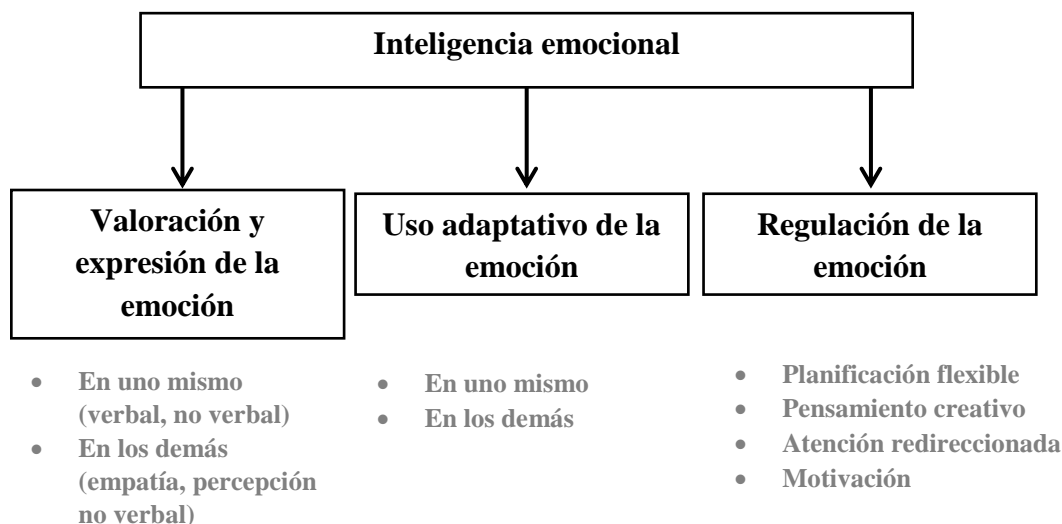 Inteligencia emocional
Valoración y
expresión de la
emoción
Uso adaptativo de la
emoción
Regulación de la
emoción
• En uno mismo
(verbal, no verbal)
• En los demás
(empatía, percepción
no verbal)
• En uno mismo
• En los demás
• Planificación flexible
• Pensamiento creativo
• Atención redireccionada
• Motivación